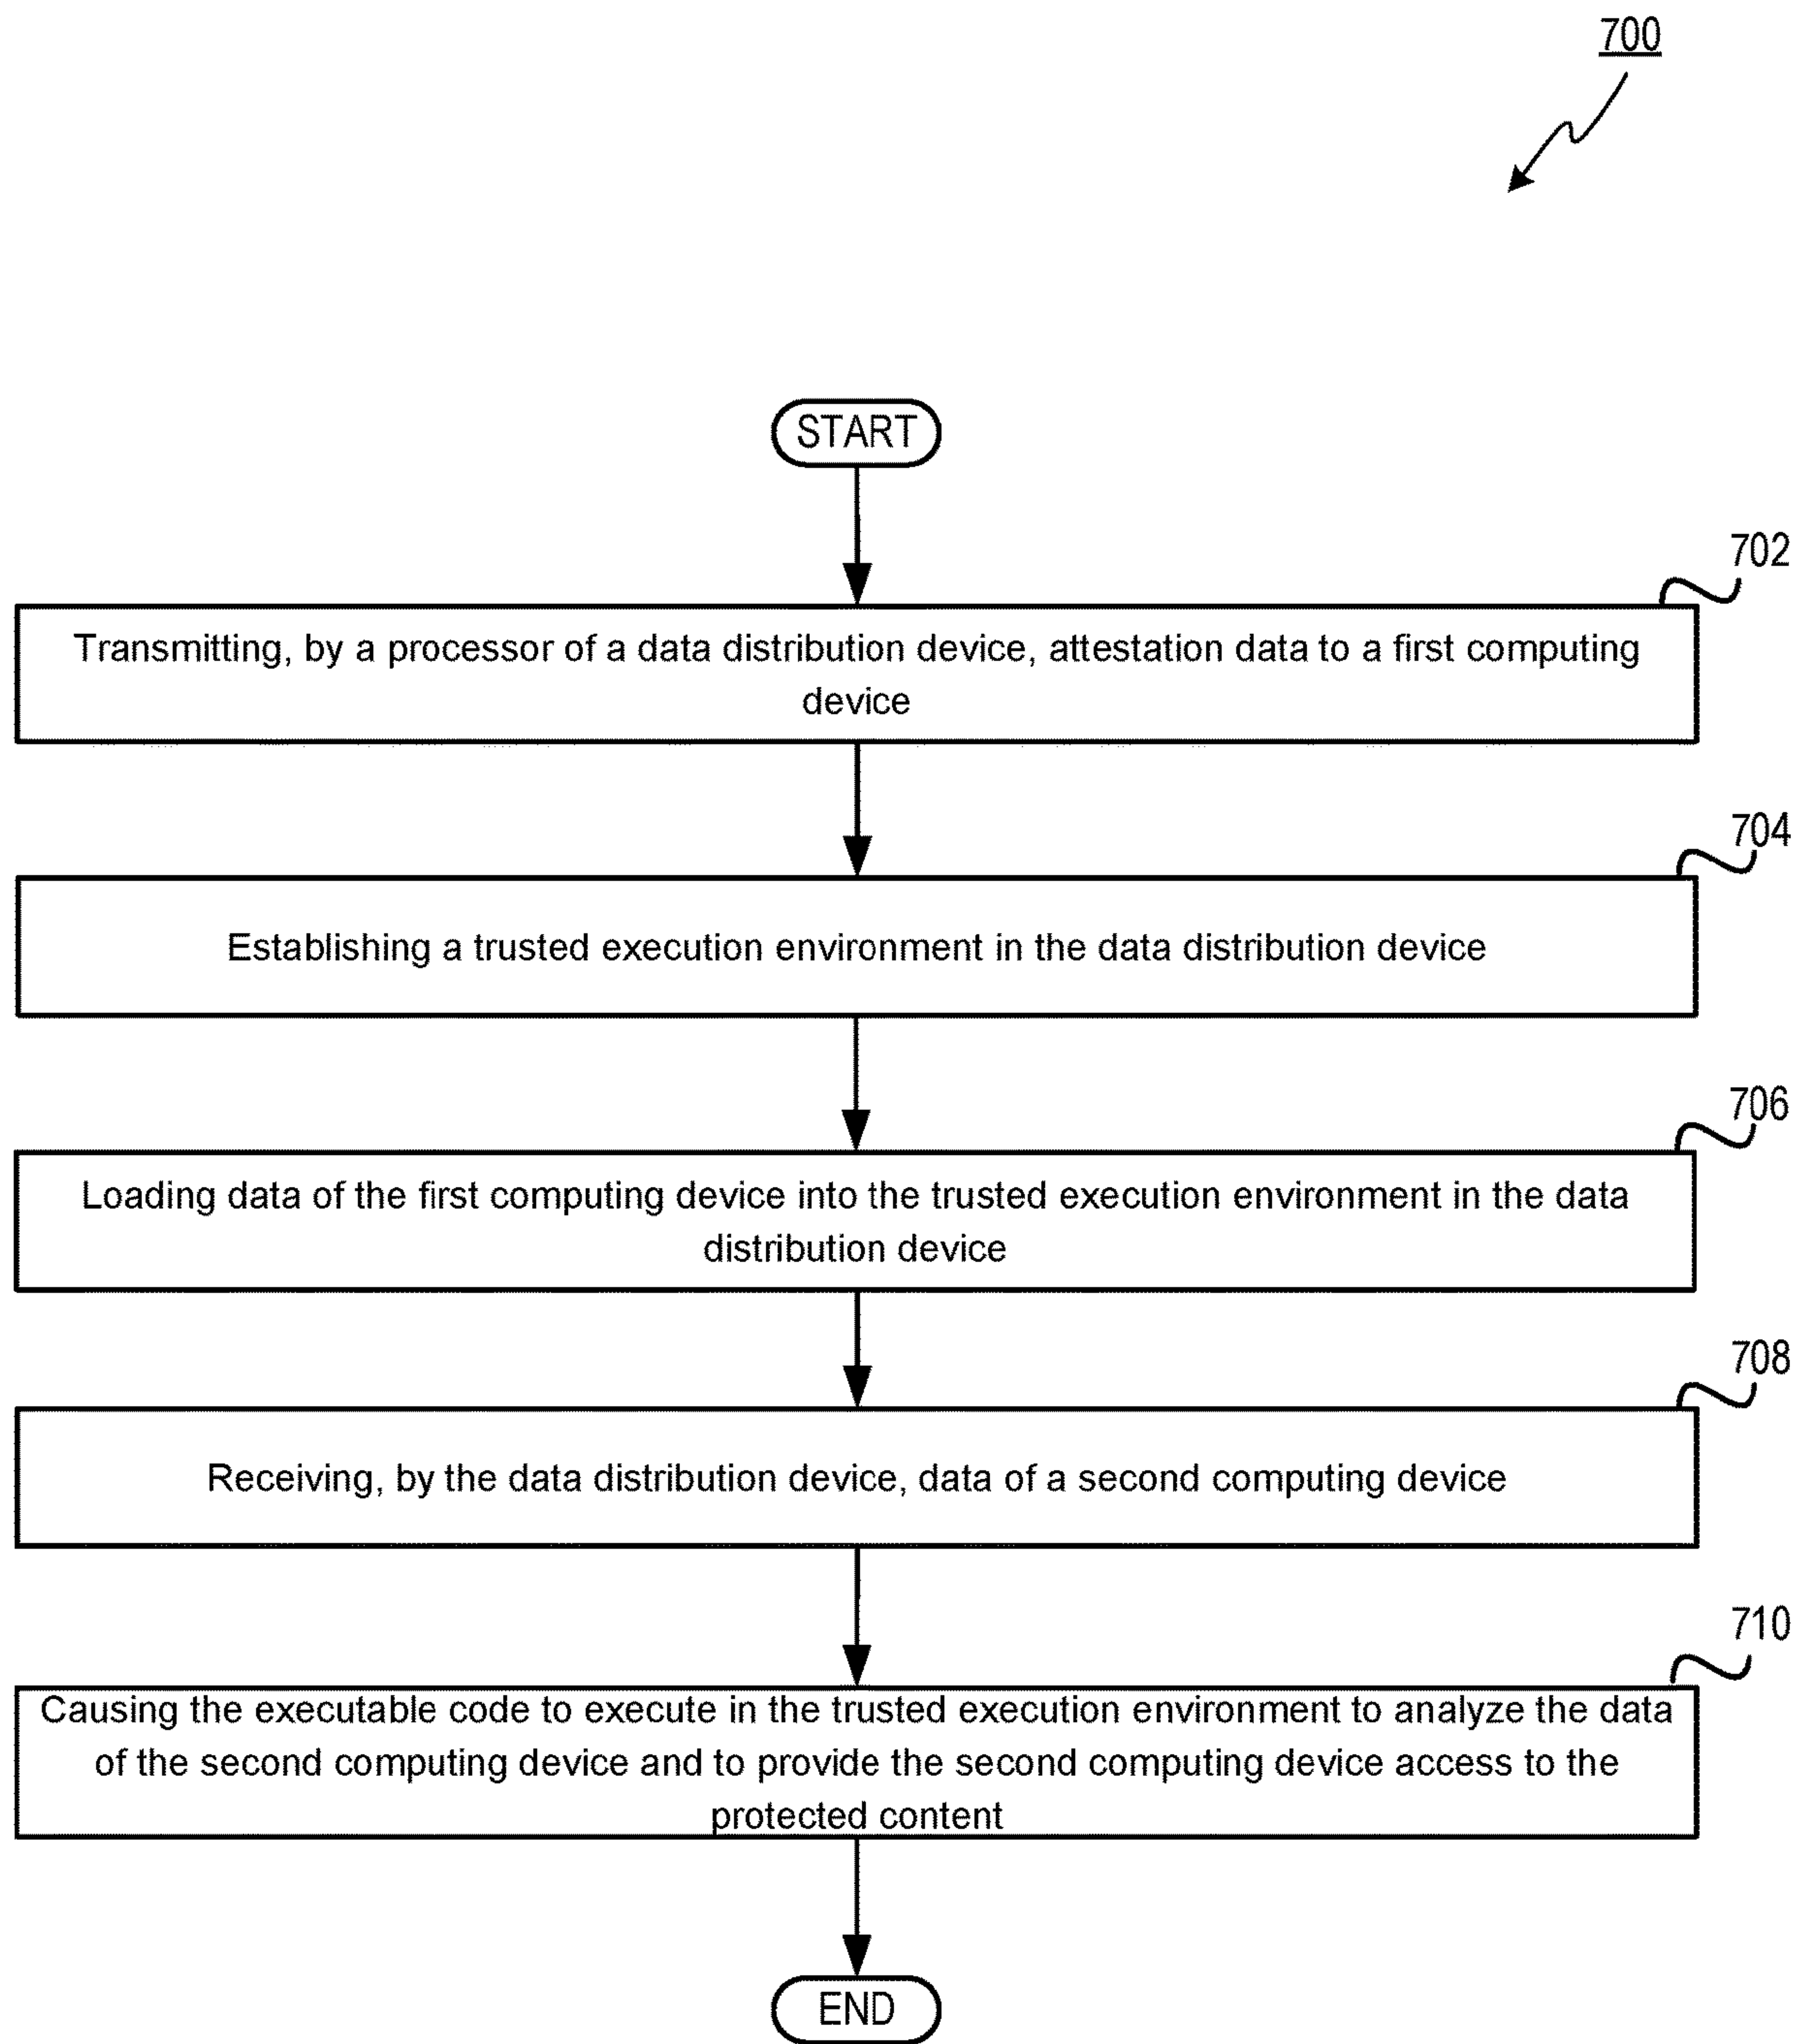 700
START
702
Transmitting, by a processor of a data distribution device, attestation data to a first computing
device
704
Establishing a trusted execution environment in the data distribution device
706
Loading data of the first computing device into the trusted execution environment in the data
distribution device
708
Receiving, by the data distribution device, data of a second computing device
710
Causing the executable code to execute in the trusted execution environment to analyze the data
of the second computing device and to provide the second computing device access to the
protected content
END